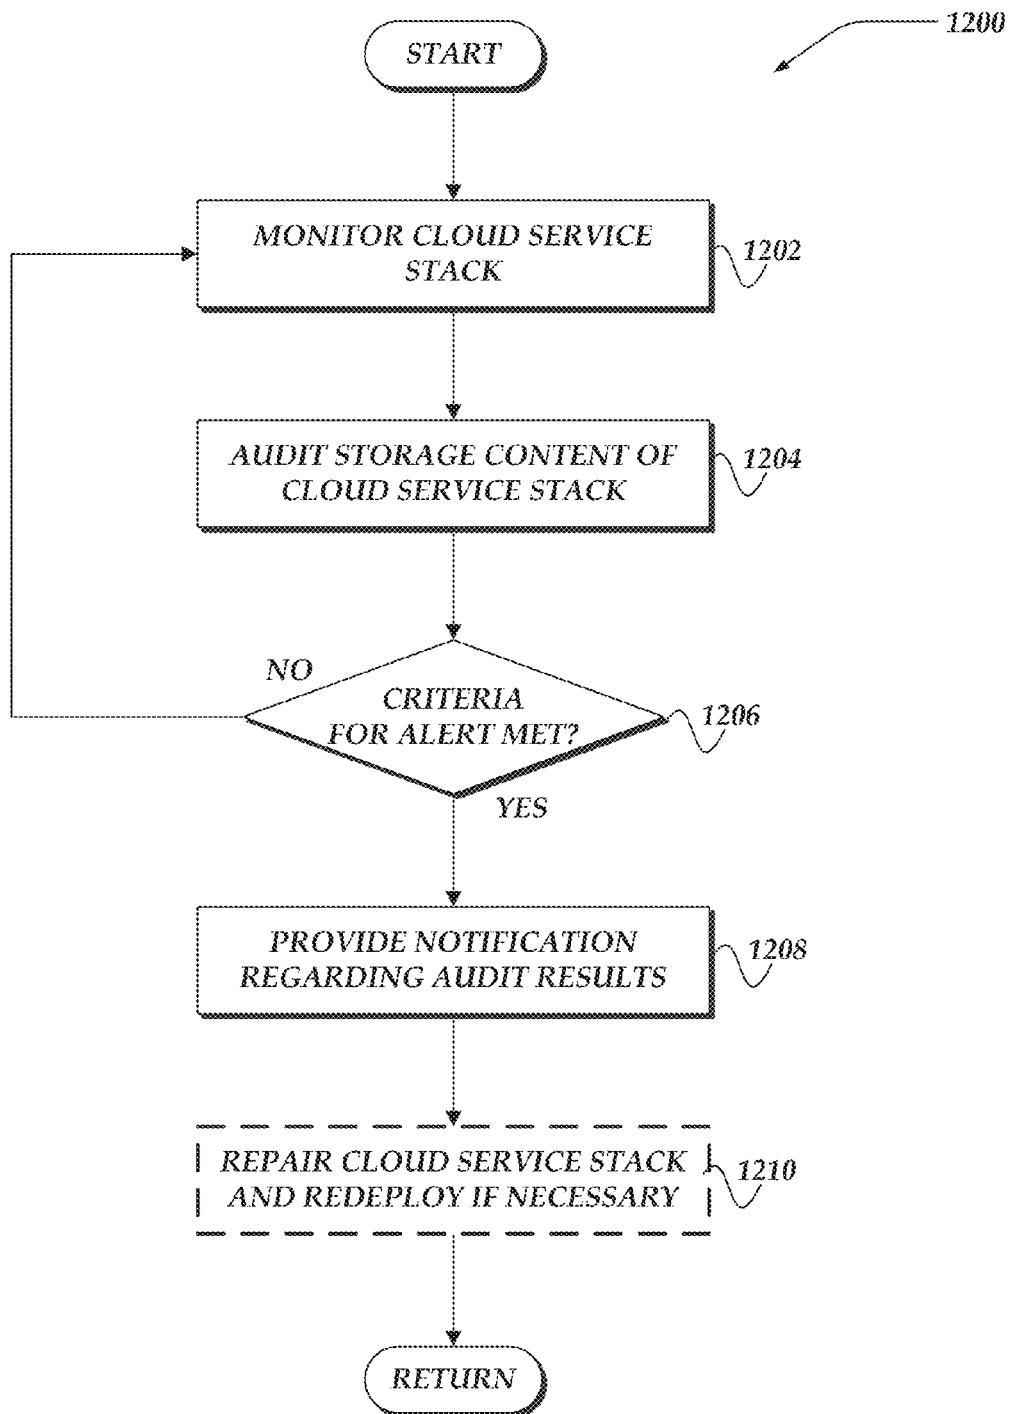 1200
START
MONITOR CLOUD SERVICE
STACK
1202
AUDIT STORAGE CONTENT OF
CLOUD SERVICE STACK
1204
NO
CRITERIA
FOR ALERT MET?
1206
YES
PROVIDE NOTIFICATION
REGARDING AUDIT RESULTS
1208
REPAIR CLOUD SERVICE STACK
AND REDEPLOY IF NECESSARY
1210
RETURN